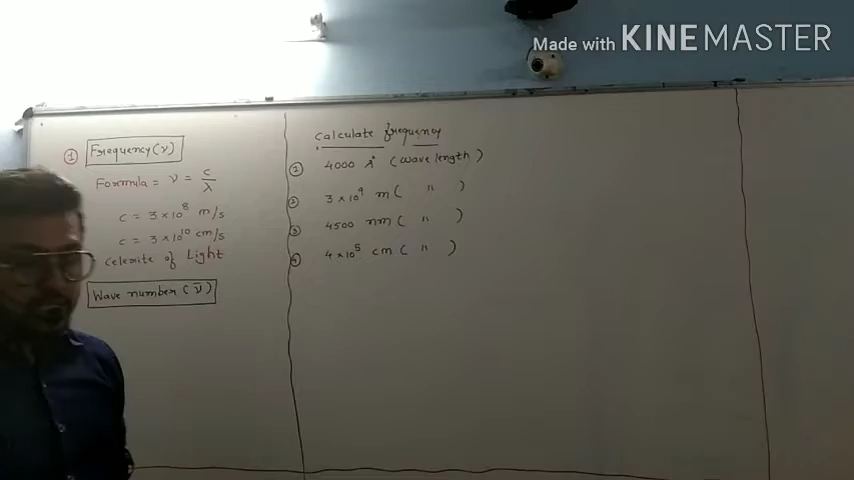 Made with KINEMASTER
① Frequency (ν)
Formula = ν = c/λ
c = 3 × 10⁸ m/s
c = 3 × 10¹⁰ cm/s
Celerite of Light
Wave number (ν̅)
Calculate frequency
① 4000 Å (wave length)
② 3 × 10⁹ m ( " )
③ 4500 nm ( " )
④ 4 × 10⁵ cm ( " )